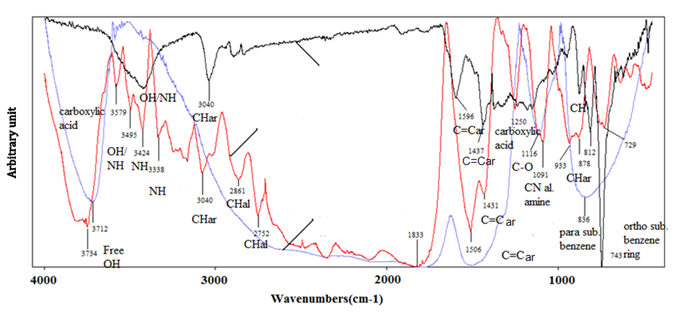 Arbitrary unit
carboxylic
acid
3579
3495
OH/
NH
3424
NH
OH/NH
3338
NH
3040
CHar
3040
CHar
2861
CHal
2752
CHal
3712
3734
Free
OH
1833
1596
C=Car
1437
C=Car
1431
C=C ar
1506
C=C ar
1250
carboxylic
acid
1116
C-O
1091
CN al.
amine
933
CH
878
812
CHar
729
836
para sub.
benzene
743
ortho sub.
benzene
ring
4000
3000
2000
1000
Wavenumbers(cm-1)